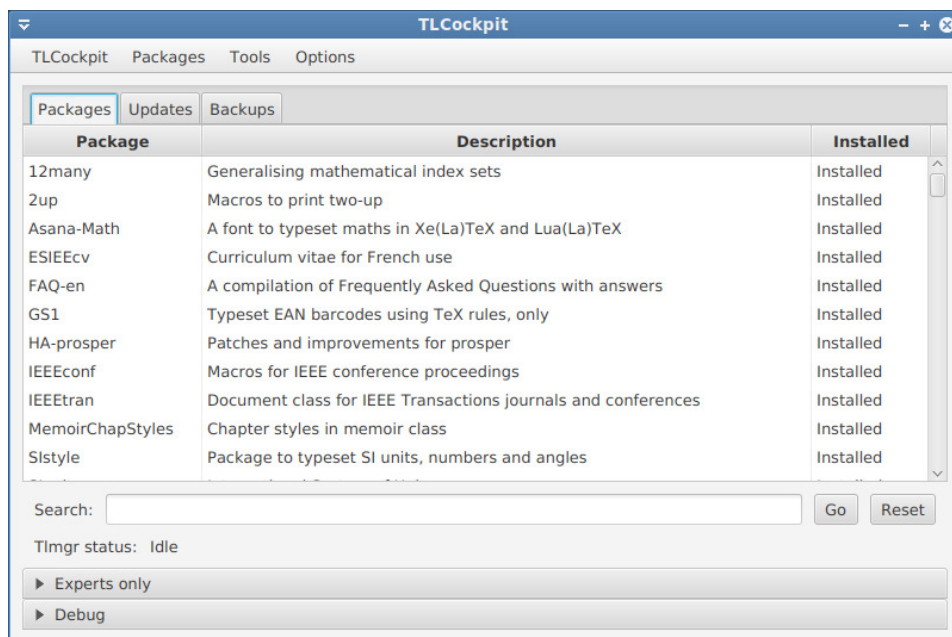 TLCockpit
TLCockpit Packages Tools Options
Packages Updates Backups
Package Description Installed
12many Generalising mathematical index sets Installed
2up Macros to print two-up Installed
Asana-Math A font to typeset maths in Xe(La)TeX and Lua(La)TeX Installed
ESIEEcv Curriculum vitae for French use Installed
FAQ-en A compilation of Frequently Asked Questions with answers Installed
GS1 Typeset EAN barcodes using TeX rules, only Installed
HA-prosper Patches and improvements for prosper Installed
IEEEconf Macros for IEEE conference proceedings Installed
IEEEtran Document class for IEEE Transactions journals and conferences Installed
MemoirChapStyles Chapter styles in memoir class Installed
SIstyle Package to typeset SI units, numbers and angles Installed
Search: Go Reset
Tlmgr status: Idle
Experts only
Debug